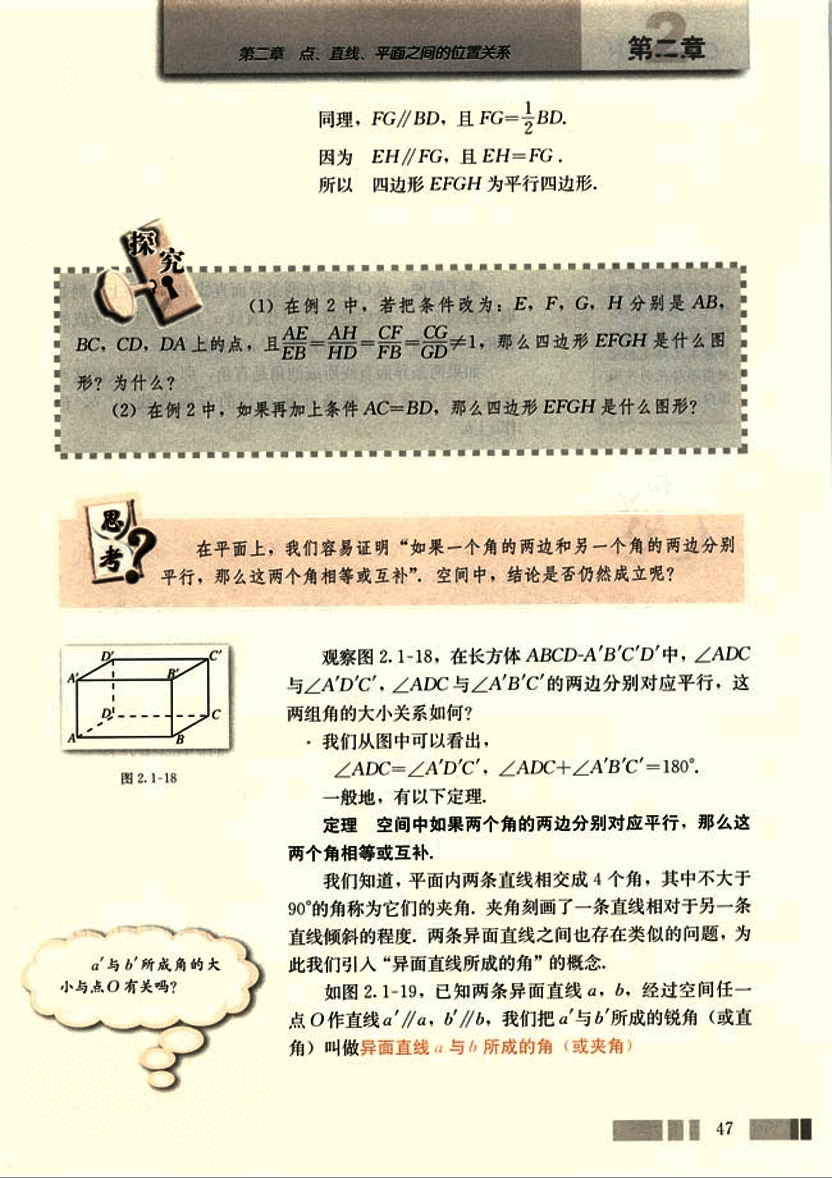 第二章 点、直线、平面之间的位置关系
第二章
同理，FG∥BD，且 FG=\frac{1}{2}BD.
因为 EH∥FG，且 EH=FG.
所以 四边形 EFGH 为平行四边形.
探究
(1) 在例 2 中，若把条件改为：E，F，G，H 分别是 AB，
BC，CD，DA 上的点，且\frac{AE}{EB}=\frac{AH}{HD}=\frac{CF}{FB}=\frac{CG}{GD}≠1，那么四边形 EFGH 是什么图
形？为什么？
(2) 在例 2 中，如果再加上条件 AC=BD，那么四边形 EFGH 是什么图形？
思考
?
在平面上，我们容易证明“如果一个角的两边和另一个角的两边分别
平行，那么这两个角相等或互补”. 空间中，结论是否仍然成立呢？
D′ C′
A′ B′
D C
A B
图 2.1-18
观察图 2.1-18，在长方体 ABCD-A′B′C′D′中，∠ADC
与∠A′D′C′，∠ADC 与∠A′B′C′的两边分别对应平行，这
两组角的大小关系如何？
我们从图中可以看出，
∠ADC=∠A′D′C′，∠ADC+∠A′B′C′=180°.
一般地，有以下定理.
定理 空间中如果两个角的两边分别对应平行，那么这
两个角相等或互补.
我们知道，平面内两条直线相交成 4 个角，其中不大于
90°的角称为它们的夹角. 夹角刻画了一条直线相对于另一条
直线倾斜的程度. 两条异面直线之间也存在类似的问题，为
此我们引入“异面直线所成的角”的概念.
如图 2.1-19，已知两条异面直线 a，b，经过空间任一
点 O 作直线 a′∥a，b′∥b，我们把 a′与 b′所成的锐角（或直
角）叫做异面直线 a 与 b 所成的角（或夹角）
a′与 b′所成角的大
小与点 O 有关吗？
47